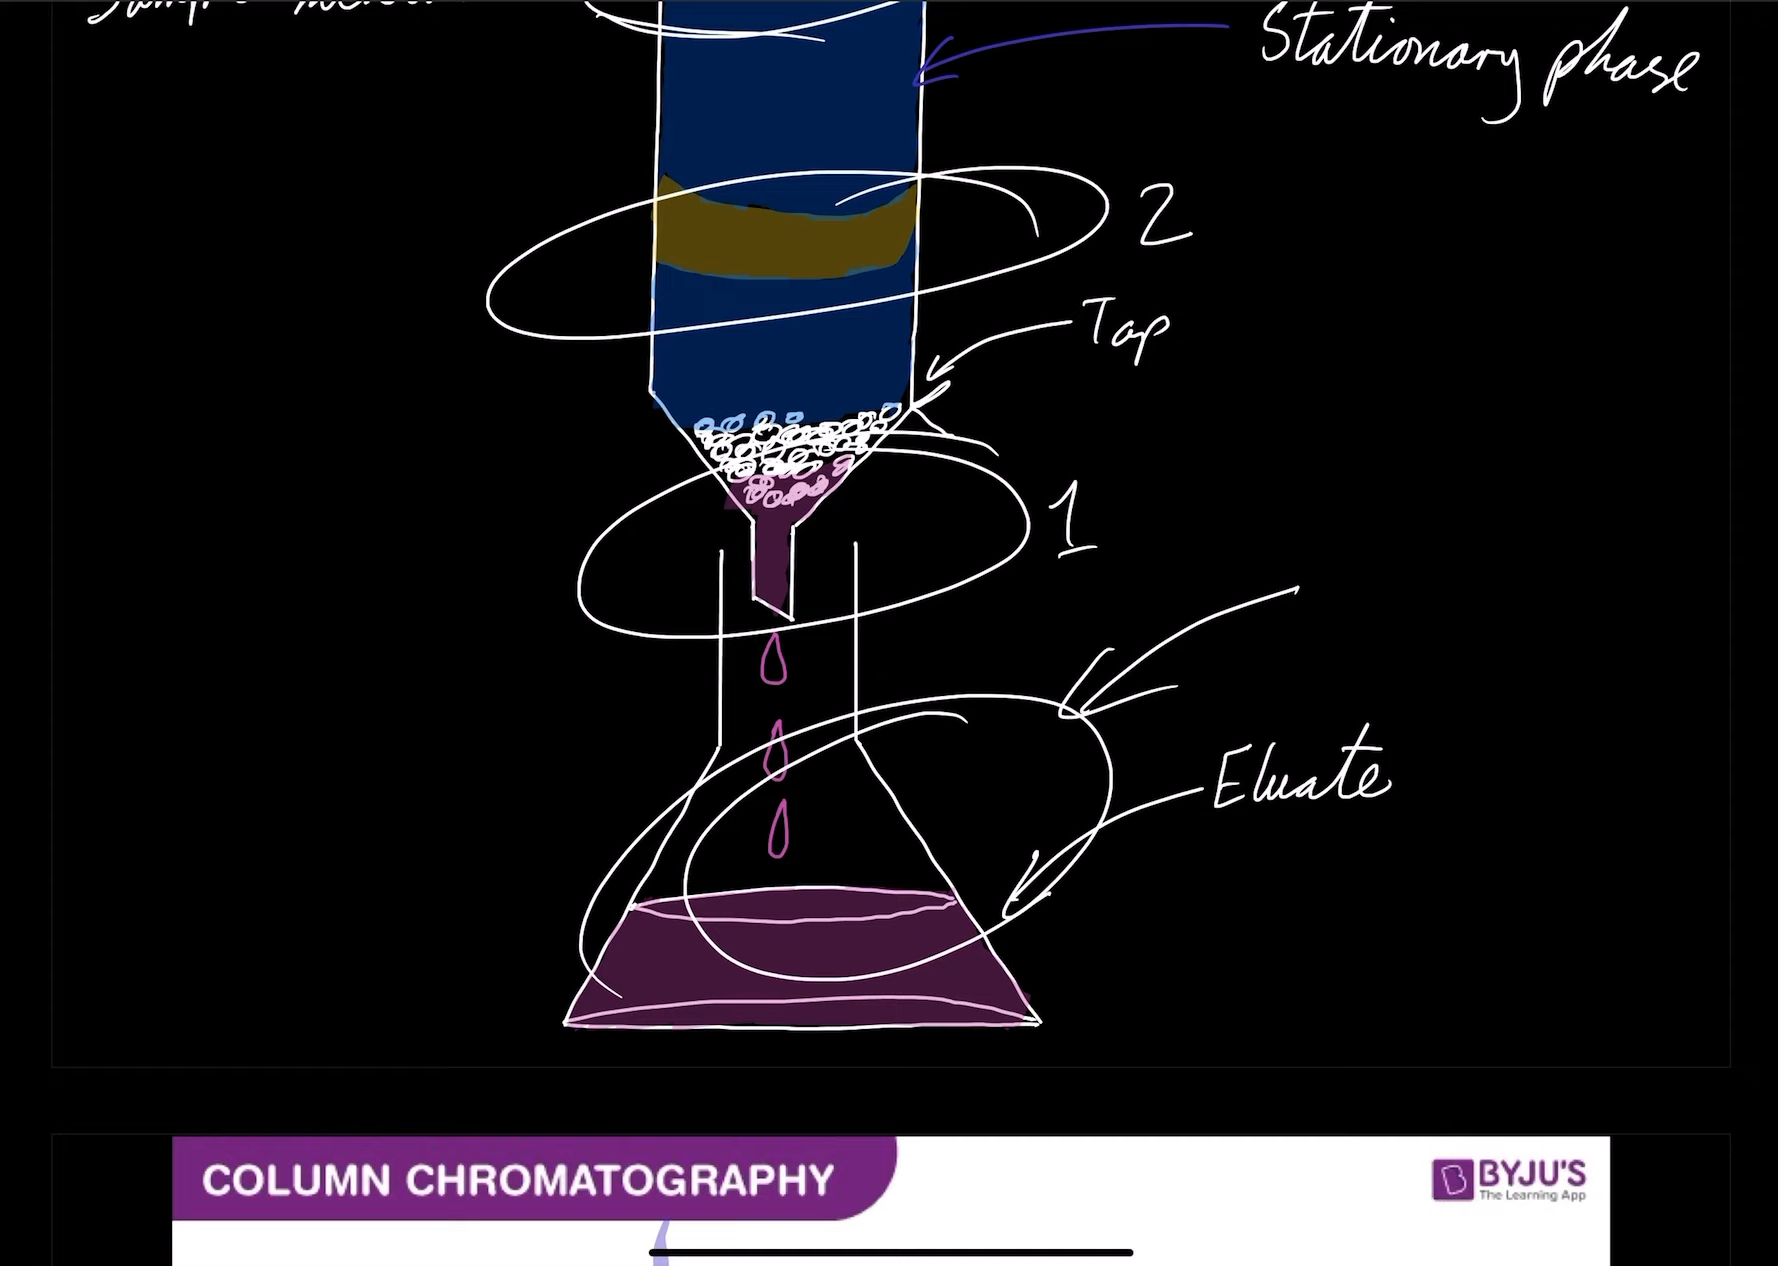 Stationary phase
2
Tap
1
Eluate
COLUMN CHROMATOGRAPHY
BYJU'S
The Learning App